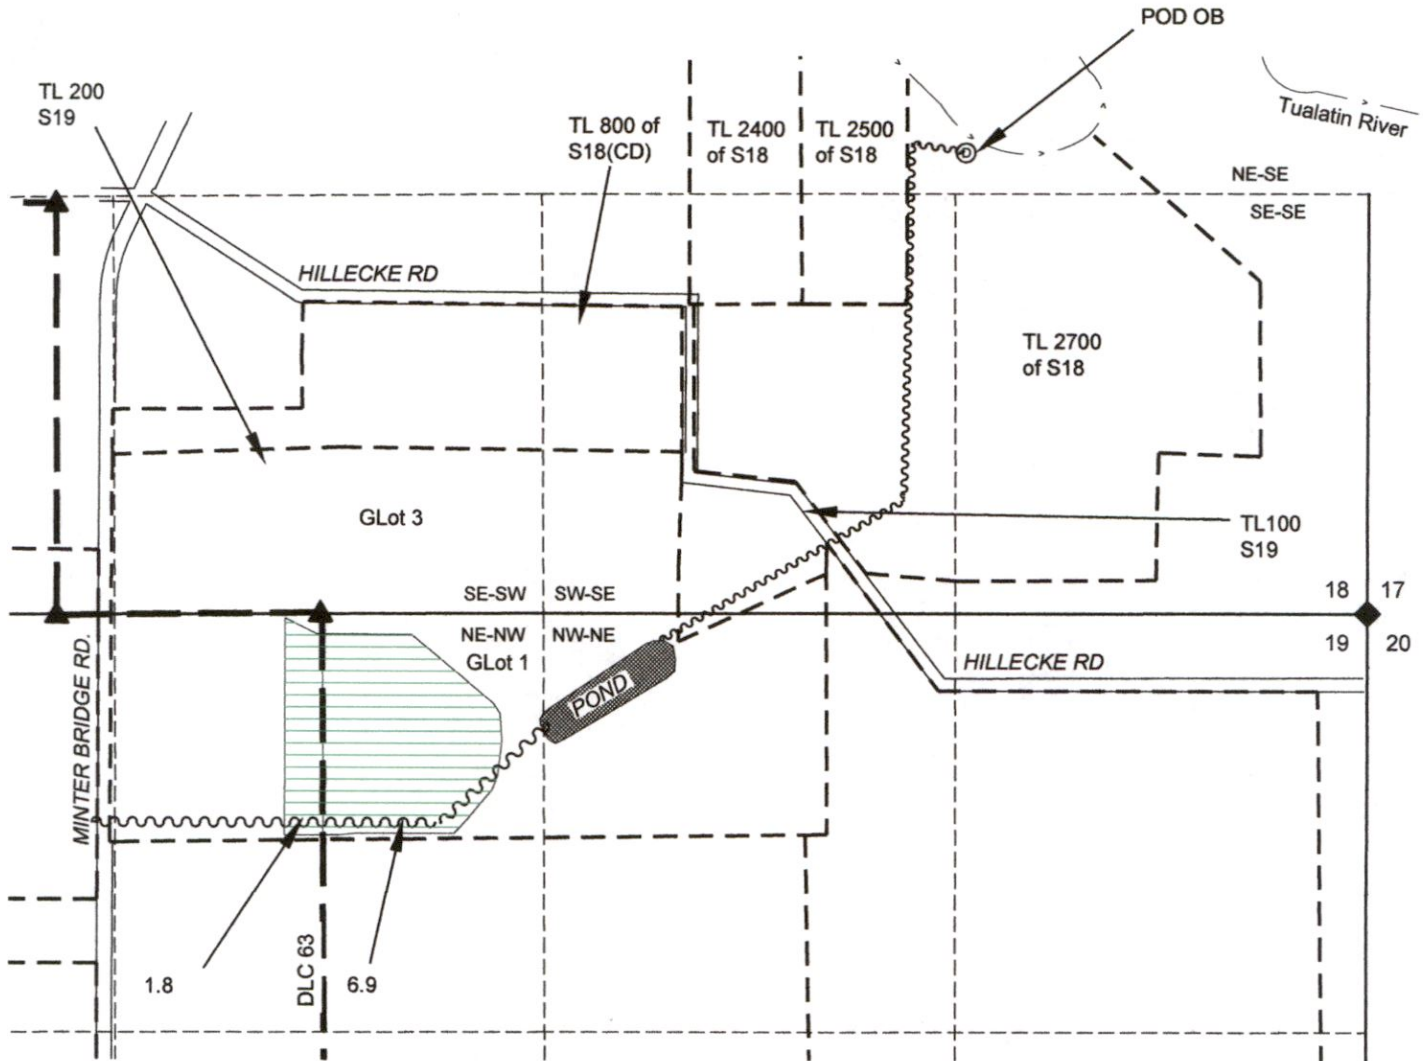 POD OB
TL 200
S19
TL 800 of
S18(CD)
TL 2400
of S18
TL 2500
of S18
Tualatin River
NE-SE
SE-SE
HILLECKE RD
TL 2700
of S18
GLot 3
TL100
S19
SE-SW
SW-SE
18
17
NE-NW
NW-NE
GLot 1
19
20
HILLECKE RD
MINTER BRIDGE RD.
POND
DLC 63
1.8
6.9